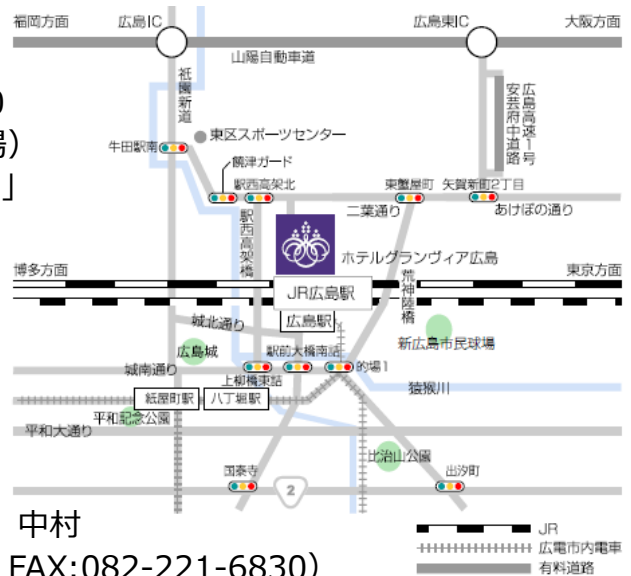 福岡方面
広島IC
広島東IC
大阪方面
山陽自動車道
祇園新道
広島高速1号
安芸府中道路
場)
」
牛田駅南
東区スポーツセンター
饒津ガード
駅西高架北
東蟹屋町
矢賀新町2丁目
二葉通り
あけぼの通り
駅西高架橋
ホテルグランヴィア広島
荒神陸橋
博多方面
東京方面
JR広島駅
広島駅
城北通り
広島城
新広島市民球場
駅前大橋南詰
城南通り
的場1
上柳橋東詰
猿猴川
紙屋町駅
八丁堀駅
平和記念公園
平和大通り
比治山公園
国泰寺
2
出汐町
中村
FAX:082-221-6830)
JR
広電市内電車
有料道路